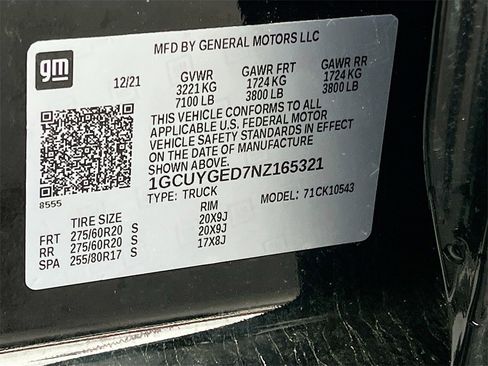 gm
MFD BY GENERAL MOTORS LLC
12/21 GVWR GAWR FRT GAWR RR
3221 KG 1724 KG 1724 KG
7100 LB 3800 LB 3800 LB
THIS VEHICLE CONFORMS TO ALL
APPLICABLE U.S. FEDERAL MOTOR
VEHICLE SAFETY STANDARDS IN EFFECT
ON THE DATE OF MANUFACTURE
SHOWN ABOVE.
8555
1GCUYGED7NZ165321
TYPE: TRUCK MODEL: 71CK10543
TIRE SIZE RIM
FRT 275/60R20 S 20X9J
RR 275/60R20 S 20X9J
SPA 255/80R17 S 17X8J